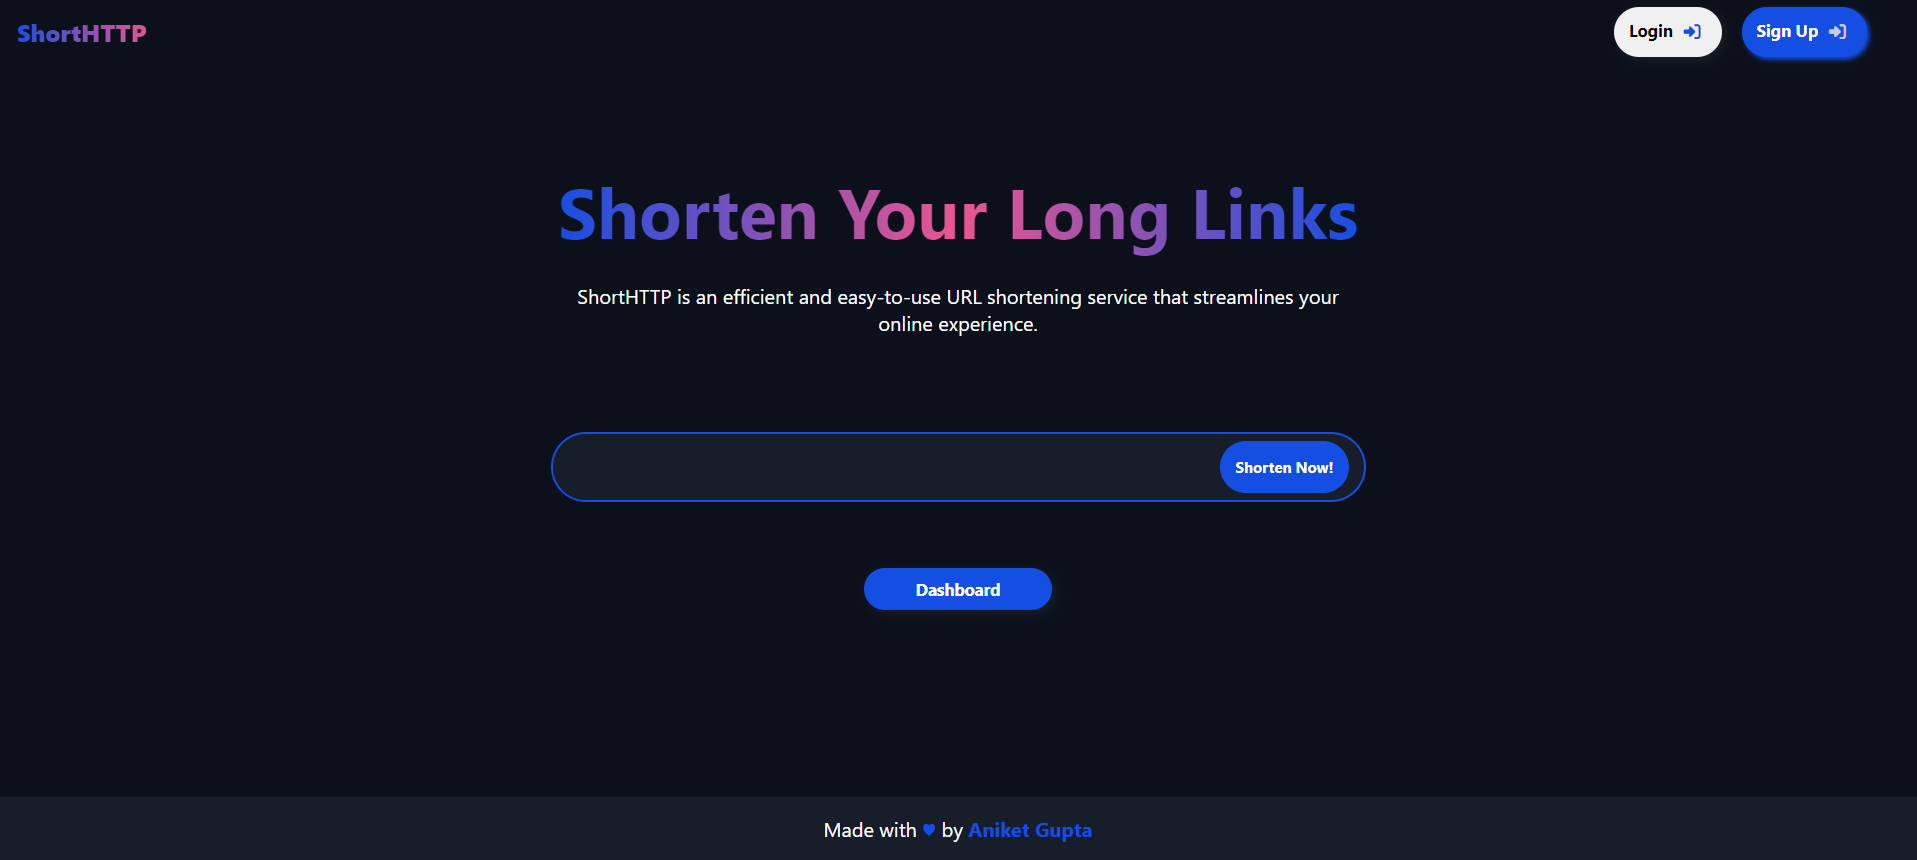 ShortHTTP
Login
Sign Up
Shorten Your Long Links
ShortHTTP is an efficient and easy-to-use URL shortening service that streamlines your
online experience.
Shorten Now!
Dashboard
Made with ♥ by Aniket Gupta